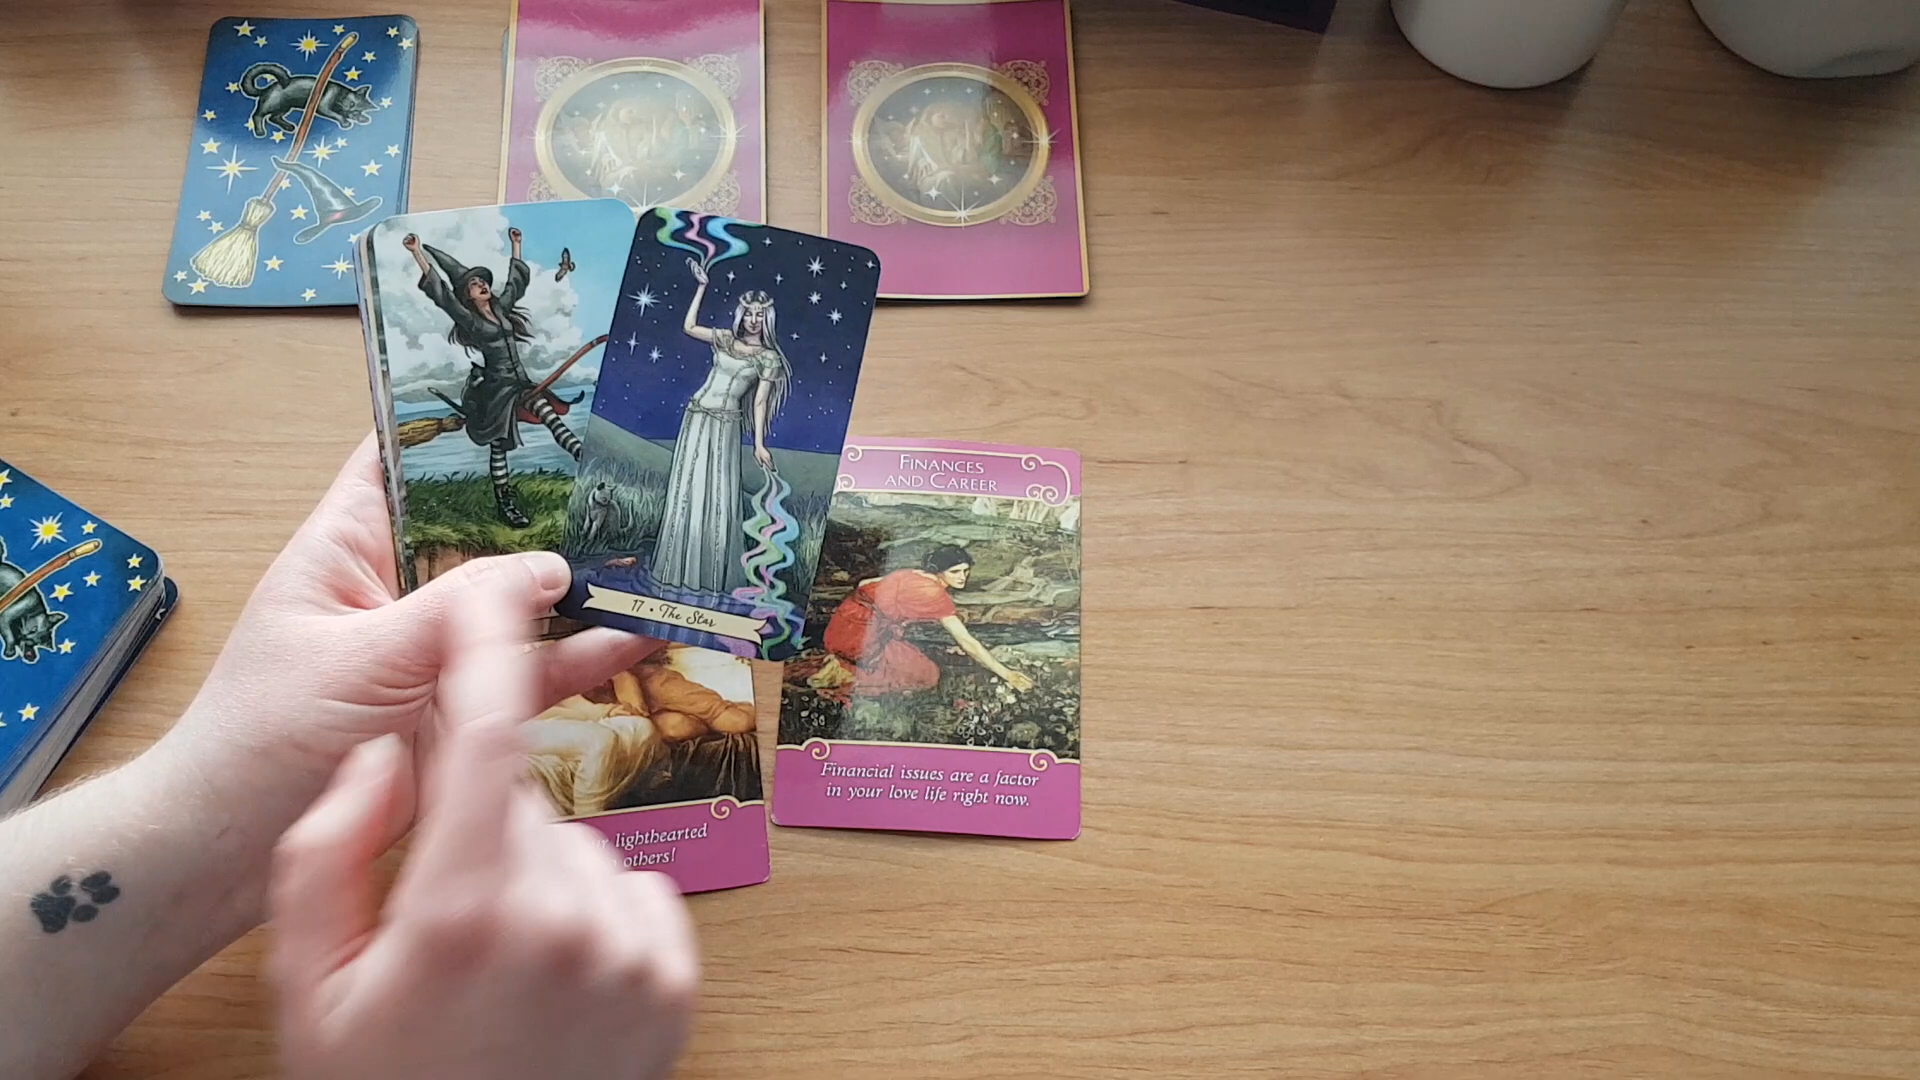 17 • The Star
FINANCES
AND CAREER
Financial issues are a factor
in your love life right now.
lighthearted
others!